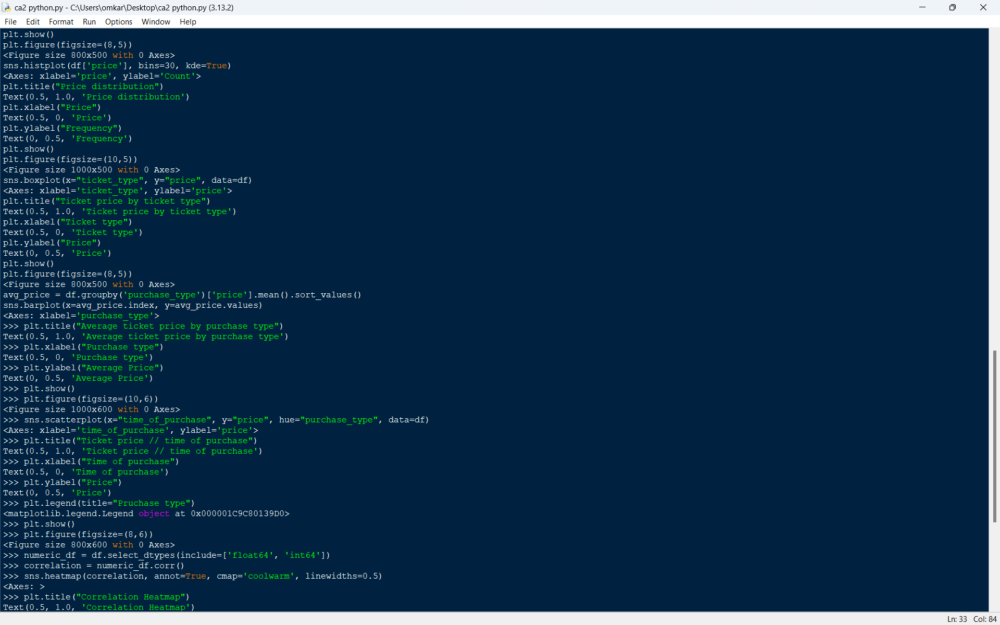 ca2 python.py - C:\Users\omkar\Desktop\ca2 python.py (3.13.2)
File Edit Format Run Options Window Help
plt.show()
plt.figure(figsize=(8,5))
<Figure size 800x500 with 0 Axes>
sns.histplot(df['price'], bins=30, kde=True)
<Axes: xlabel='price', ylabel='Count'>
plt.title("Price distribution")
Text(0.5, 1.0, 'Price distribution')
plt.xlabel("Price")
Text(0.5, 0, 'Price')
plt.ylabel("Frequency")
Text(0, 0.5, 'Frequency')
plt.show()
plt.figure(figsize=(10,5))
<Figure size 1000x500 with 0 Axes>
sns.boxplot(x="ticket_type", y="price", data=df)
<Axes: xlabel='ticket_type', ylabel='price'>
plt.title("Ticket price by ticket type")
Text(0.5, 1.0, 'Ticket price by ticket type')
plt.xlabel("Ticket type")
Text(0.5, 0, 'Ticket type')
plt.ylabel("Price")
Text(0, 0.5, 'Price')
plt.show()
plt.figure(figsize=(8,5))
<Figure size 800x500 with 0 Axes>
avg_price = df.groupby('purchase_type')['price'].mean().sort_values()
sns.barplot(x=avg_price.index, y=avg_price.values)
<Axes: xlabel='purchase_type'>
>>> plt.title("Average ticket price by purchase type")
Text(0.5, 1.0, 'Average ticket price by purchase type')
>>> plt.xlabel("Purchase type")
Text(0.5, 0, 'Purchase type')
>>> plt.ylabel("Average Price")
Text(0, 0.5, 'Average Price')
>>> plt.show()
>>> plt.figure(figsize=(10,6))
<Figure size 1000x600 with 0 Axes>
>>> sns.scatterplot(x="time_of_purchase", y="price", hue="purchase_type", data=df)
<Axes: xlabel='time_of_purchase', ylabel='price'>
>>> plt.title("Ticket price // time of purchase")
Text(0.5, 1.0, 'Ticket price // time of purchase')
>>> plt.xlabel("Time of purchase")
Text(0.5, 0, 'Time of purchase')
>>> plt.ylabel("Price")
Text(0, 0.5, 'Price')
>>> plt.legend(title="Pruchase type")
<matplotlib.legend.Legend object at 0x000001C9C80139D0>
>>> plt.show()
>>> plt.figure(figsize=(8,6))
<Figure size 800x600 with 0 Axes>
>>> numeric_df = df.select_dtypes(include=['float64', 'int64'])
>>> correlation = numeric_df.corr()
>>> sns.heatmap(correlation, annot=True, cmap='coolwarm', linewidths=0.5)
<Axes: >
>>> plt.title("Correlation Heatmap")
Text(0.5, 1.0, 'Correlation Heatmap')
Ln: 33 Col: 84